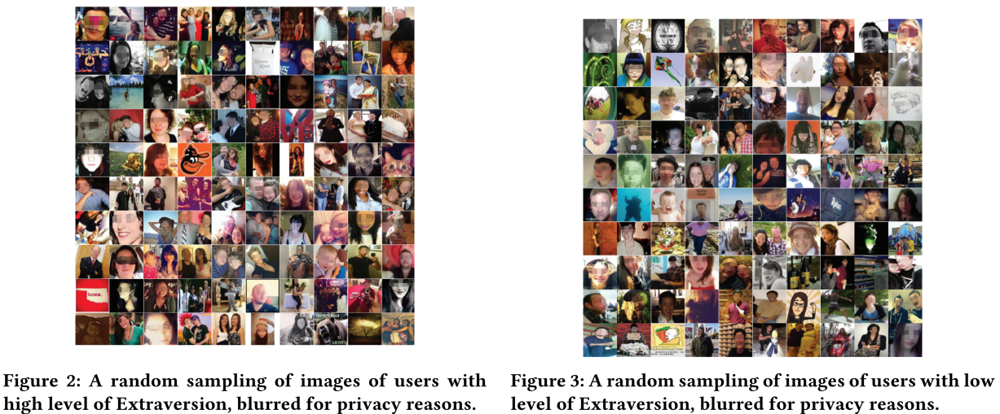 home.
Figure 2: A random sampling of images of users with
high level of Extraversion, blurred for privacy reasons.
Figure 3: A random sampling of images of users with low
level of Extraversion, blurred for privacy reasons.